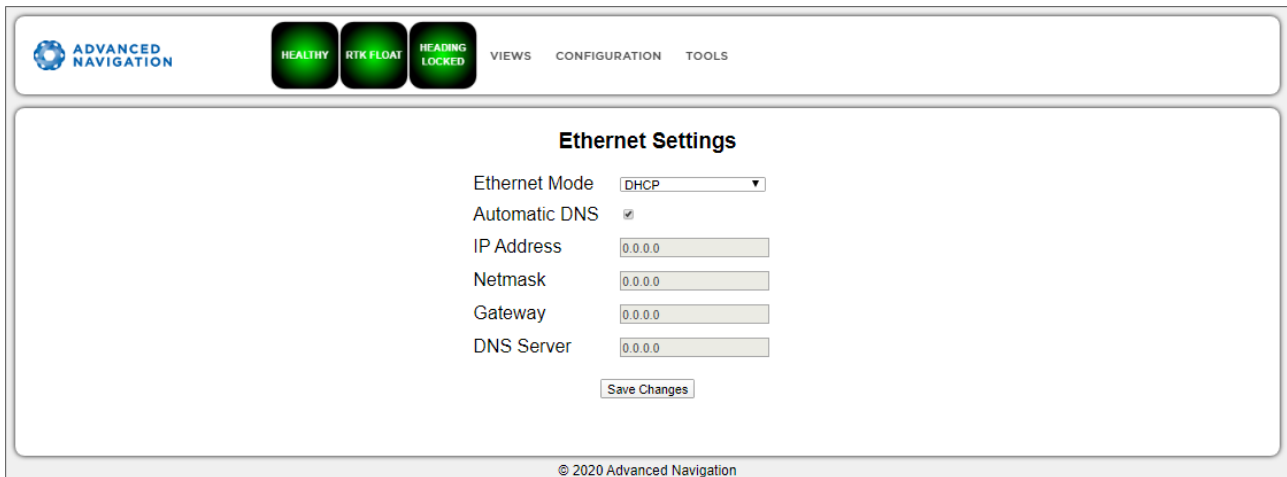 ADVANCED
NAVIGATION
HEALTHY
RTK FLOAT
HEADING
LOCKED
VIEWS
CONFIGURATION
TOOLS
Ethernet Settings
Ethernet Mode DHCP
Automatic DNS
IP Address 0.0.0.0
Netmask 0.0.0.0
Gateway 0.0.0.0
DNS Server 0.0.0.0
Save Changes
© 2020 Advanced Navigation